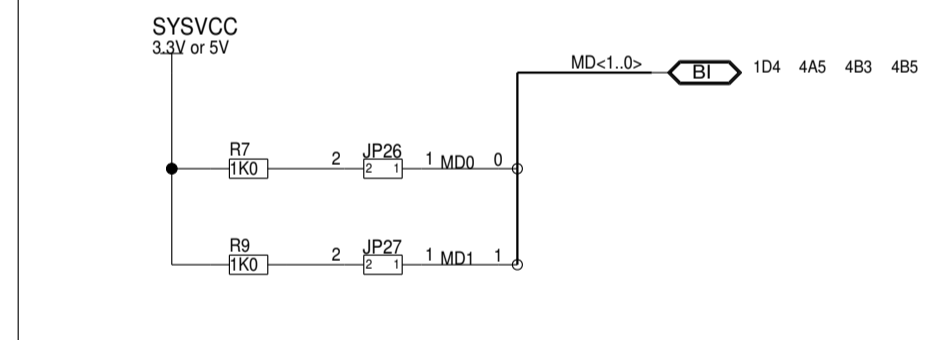 SYSVCC
3.3V or 5V
MD<1..0>
BI 1D4 4A5 4B3 4B5
R7
1K0
2 JP26 1 MD0 0
2 1
R9
1K0
2 JP27 1 MD1 1
2 1